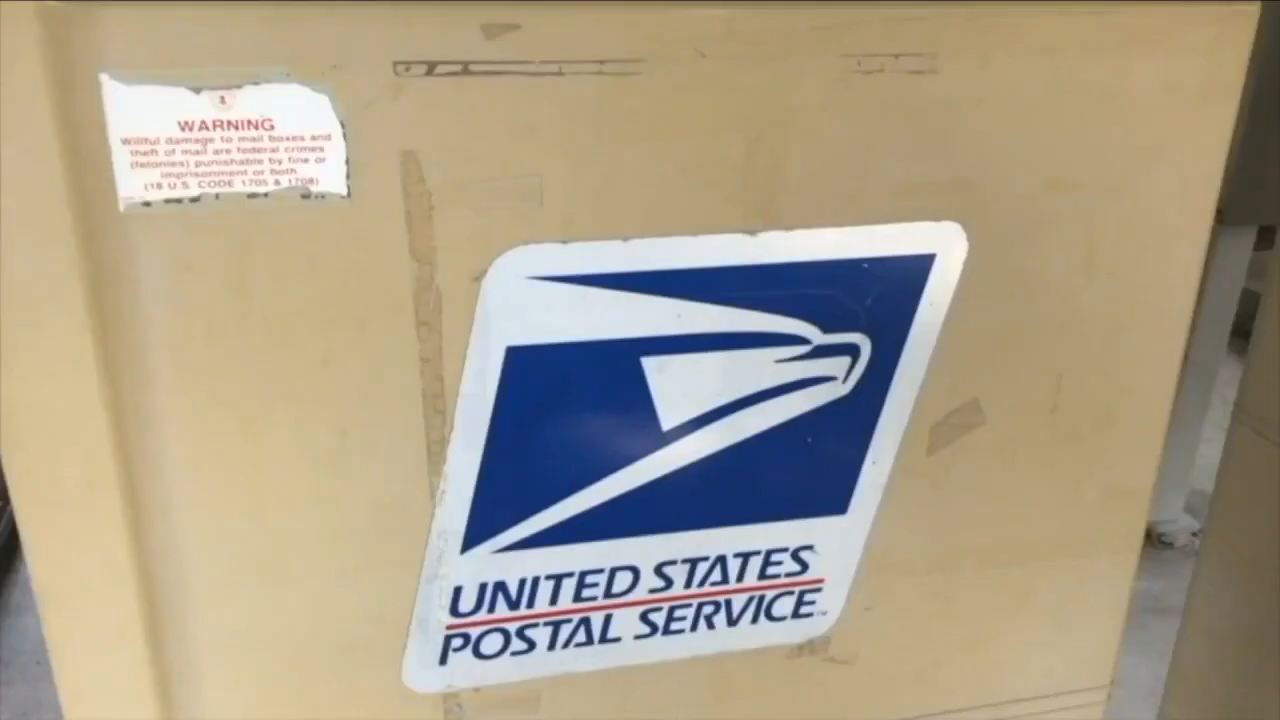 WARNING
Willful damage to mail boxes and
theft of mail are federal crimes
(felonies) punishable by fine or
imprisonment or both
(18 U.S. CODE 1705 & 1708)
UNITED STATES
POSTAL SERVICE™